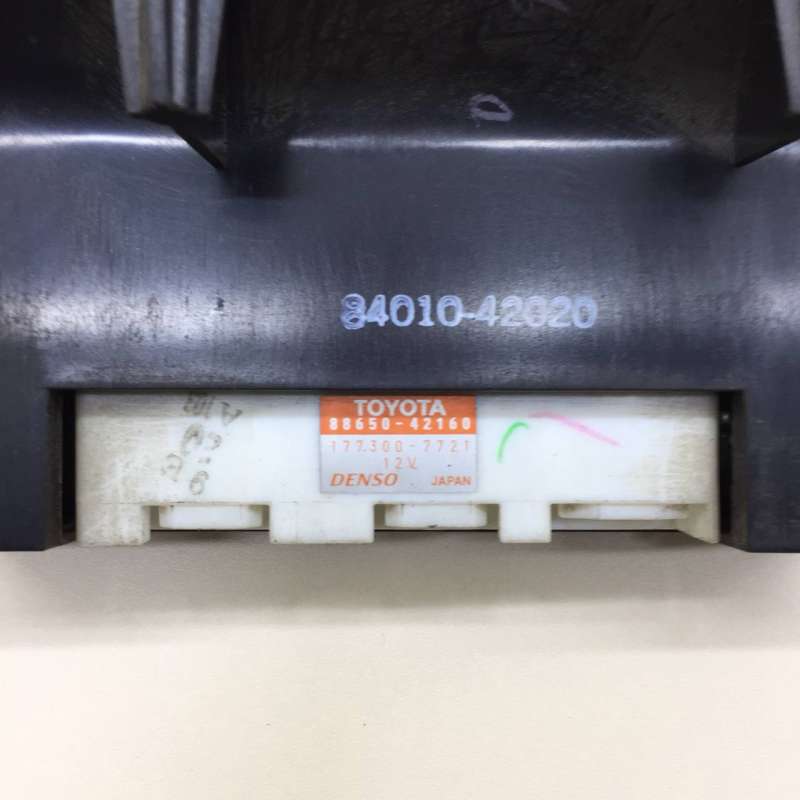 84010-42020
TOYOTA
88650-42160
177300-7721
12V
DENSO JAPAN